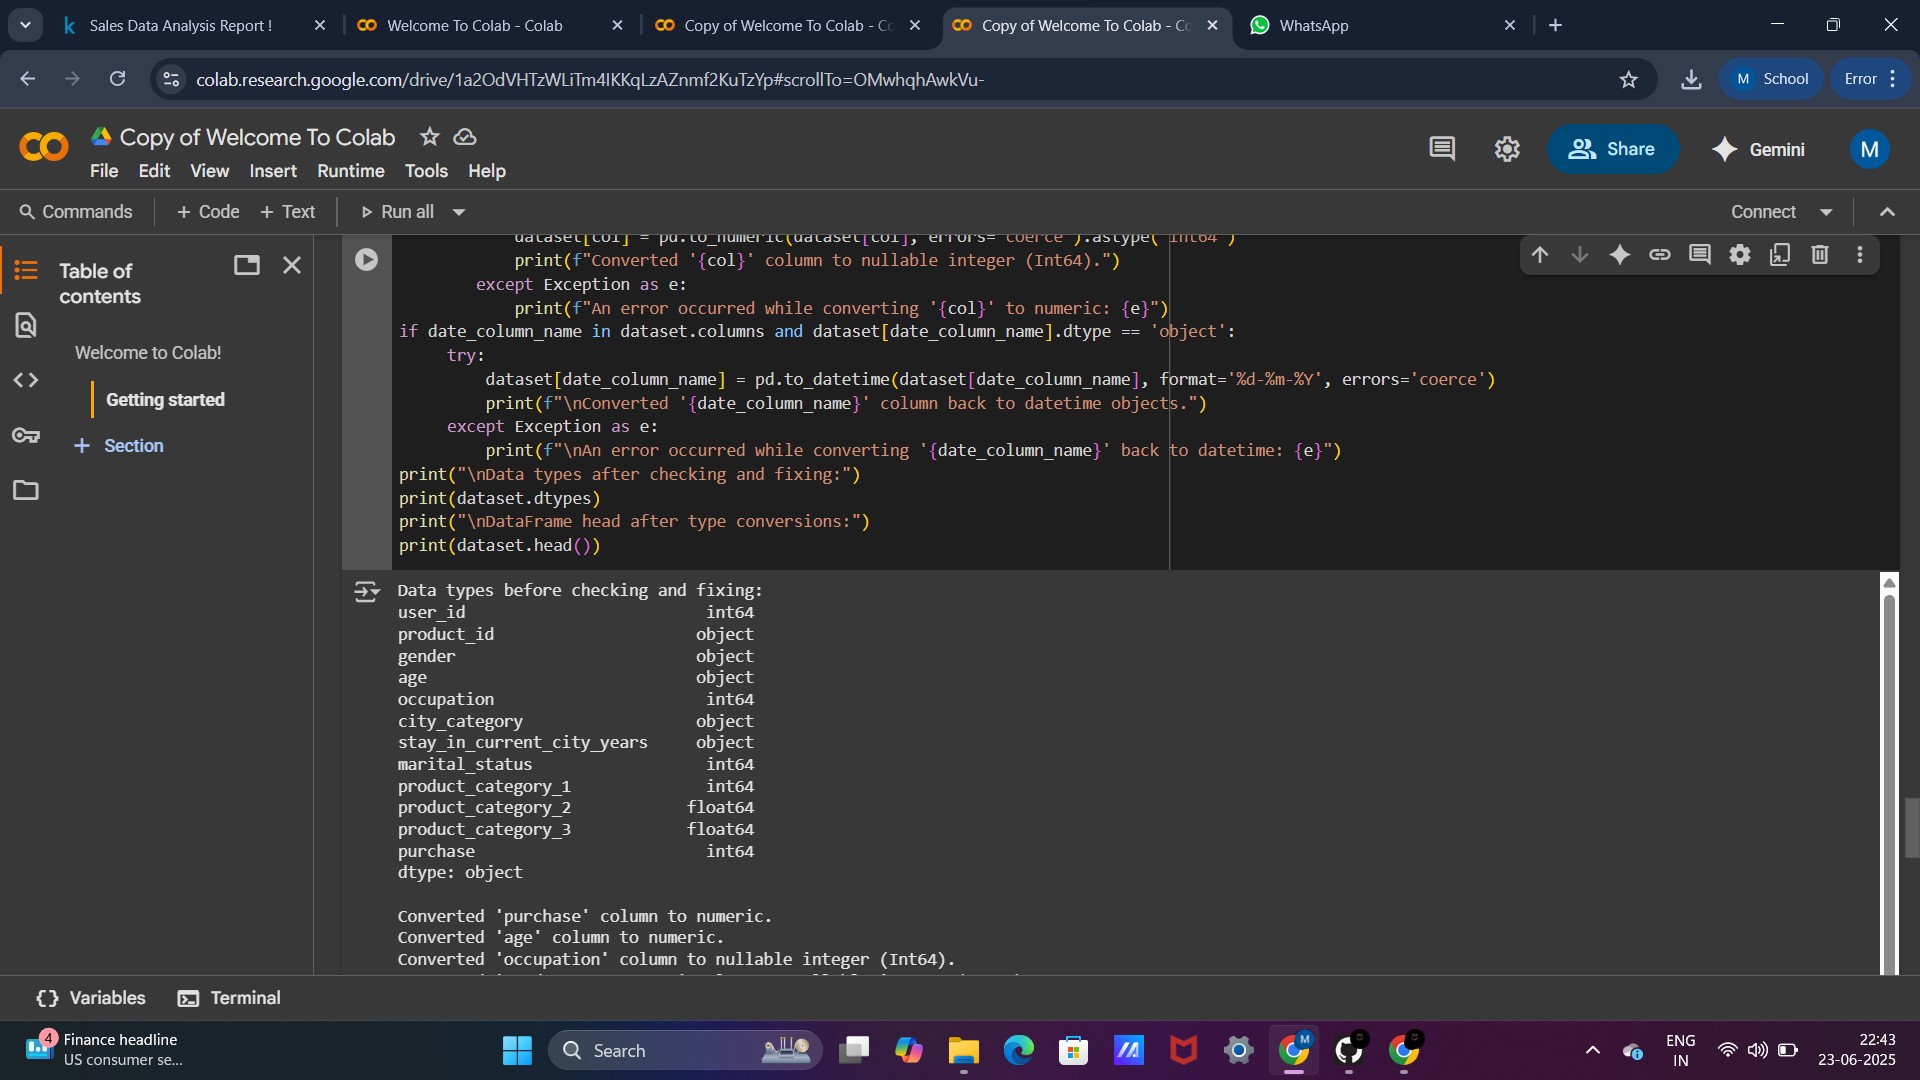 Sales Data Analysis Report !
Welcome To Colab - Colab
Copy of Welcome To Colab - Co
Copy of Welcome To Colab - Co
WhatsApp
colab.research.google.com/drive/1a2OdVHTzWLiTm4IKKqLzAZnmf2KuTzYp#scrollTo=OMwhqhAwkVu-
M School
Error
Copy of Welcome To Colab
File Edit View Insert Runtime Tools Help
Share
Gemini
M
Commands
+ Code + Text
Run all
Connect
Table of
contents
Welcome to Colab!
Getting started
+ Section
dataset[col] = pd.to_numeric(dataset[col], errors='coerce').astype('Int64')
print(f"Converted '{col}' column to nullable integer (Int64).")
except Exception as e:
print(f"An error occurred while converting '{col}' to numeric: {e}")
if date_column_name in dataset.columns and dataset[date_column_name].dtype == 'object':
try:
dataset[date_column_name] = pd.to_datetime(dataset[date_column_name], format='%d-%m-%Y', errors='coerce')
print(f"\nConverted '{date_column_name}' column back to datetime objects.")
except Exception as e:
print(f"\nAn error occurred while converting '{date_column_name}' back to datetime: {e}")
print("\nData types after checking and fixing:")
print(dataset.dtypes)
print("\nDataFrame head after type conversions:")
print(dataset.head())
Data types before checking and fixing:
user_id int64
product_id object
gender object
age object
occupation int64
city_category object
stay_in_current_city_years object
marital_status int64
product_category_1 int64
product_category_2 float64
product_category_3 float64
purchase int64
dtype: object
Converted 'purchase' column to numeric.
Converted 'age' column to numeric.
Converted 'occupation' column to nullable integer (Int64).
Variables
Terminal
4
Finance headline
US consumer se...
Search
M
ENG
IN
22:43
23-06-2025